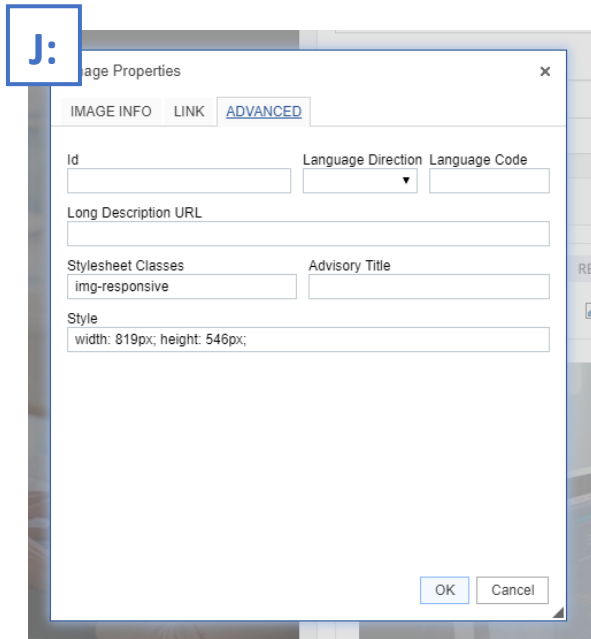 J:
mage Properties
IMAGE INFO LINK ADVANCED
Id Language Direction Language Code
Long Description URL
Stylesheet Classes Advisory Title
img-responsive
Style
width: 819px; height: 546px;
OK Cancel